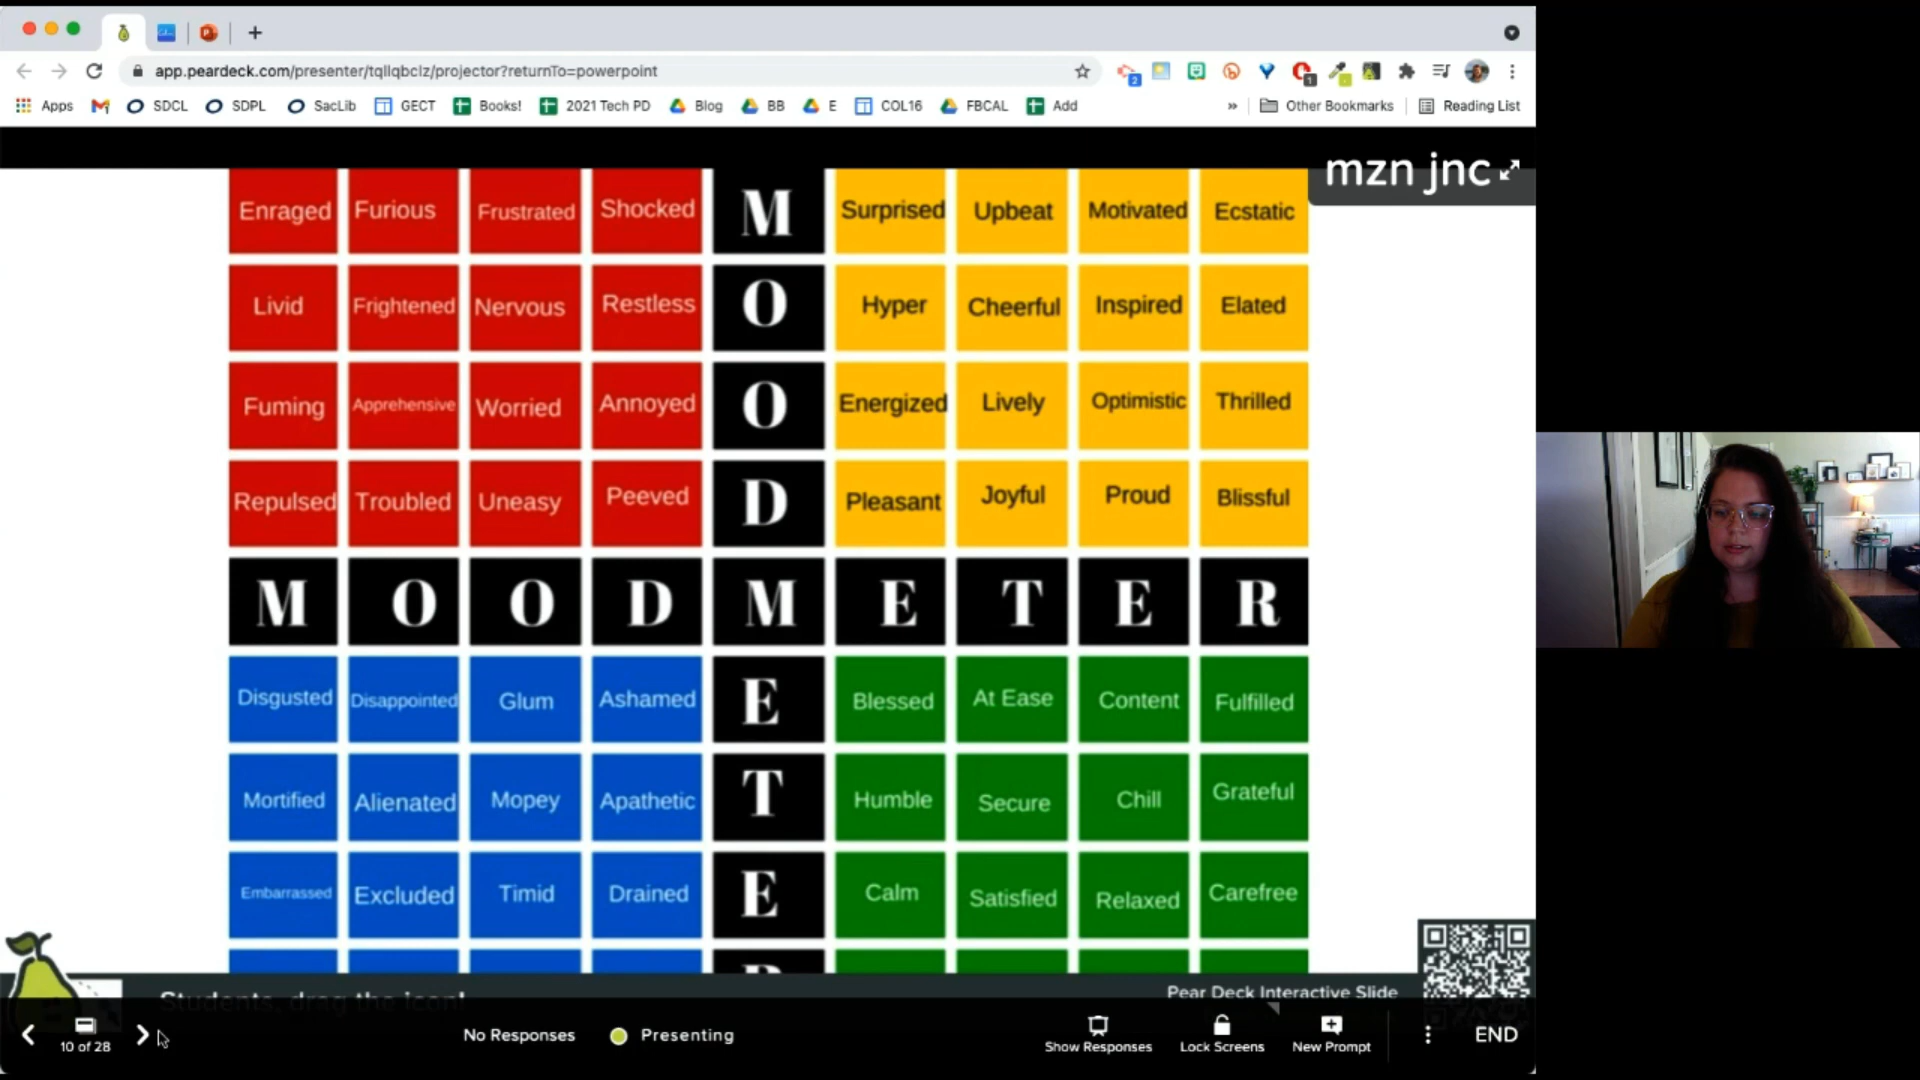 app.peardeck.com/presenter/tqllqbclz/projector?returnTo=powerpoint
Apps SDCL SDPL SacLib GECT Books! 2021 Tech PD Blog BB E COL16 FBCAL Add » Other Bookmarks Reading List
mzn jnc
Enraged Furious Frustrated Shocked M Surprised Upbeat Motivated Ecstatic
Livid Frightened Nervous Restless O Hyper Cheerful Inspired Elated
Fuming Apprehensive Worried Annoyed O Energized Lively Optimistic Thrilled
Repulsed Troubled Uneasy Peeved D Pleasant Joyful Proud Blissful
M O O D M E T E R
Disgusted Disappointed Glum Ashamed E Blessed At Ease Content Fulfilled
Mortified Alienated Mopey Apathetic T Humble Secure Chill Grateful
Embarrassed Excluded Timid Drained E Calm Satisfied Relaxed Carefree
Students, drag the icon!
Pear Deck Interactive Slide
10 of 28
No Responses
Presenting
Show Responses
Lock Screens
New Prompt
END